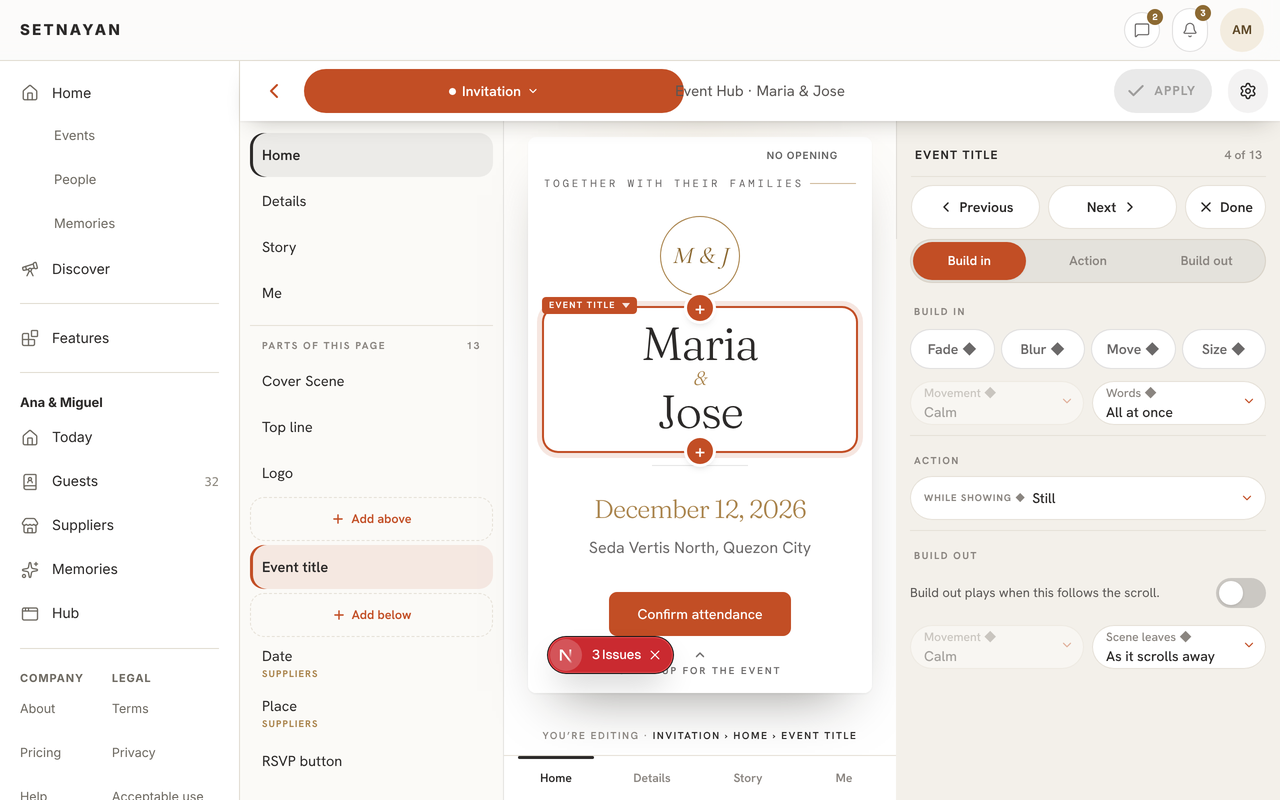 SETNAYAN
2
3
AM
Home
Events
People
Memories
Discover
Features
Ana & Miguel
Today
Guests 32
Suppliers
Memories
Hub
COMPANY LEGAL
About Terms
Pricing Privacy
Help Acceptable use
Invitation
Event Hub · Maria & Jose
APPLY
Home
Details
Story
Me
PARTS OF THIS PAGE 13
Cover Scene
Top line
Logo
+ Add above
Event title
+ Add below
Date
SUPPLIERS
Place
SUPPLIERS
RSVP button
NO OPENING
TOGETHER WITH THEIR FAMILIES
M & J
EVENT TITLE
+
Maria
&
Jose
+
December 12, 2026
Seda Vertis North, Quezon City
Confirm attendance
N 3 Issues
UP FOR THE EVENT
YOU'RE EDITING · INVITATION › HOME › EVENT TITLE
Home Details Story Me
EVENT TITLE 4 of 13
Previous Next Done
Build in Action Build out
BUILD IN
Fade ◆ Blur ◆ Move ◆ Size ◆
Movement ◆ Words ◆
Calm All at once
ACTION
WHILE SHOWING ◆ Still
BUILD OUT
Build out plays when this follows the scroll.
Movement ◆ Scene leaves ◆
Calm As it scrolls away